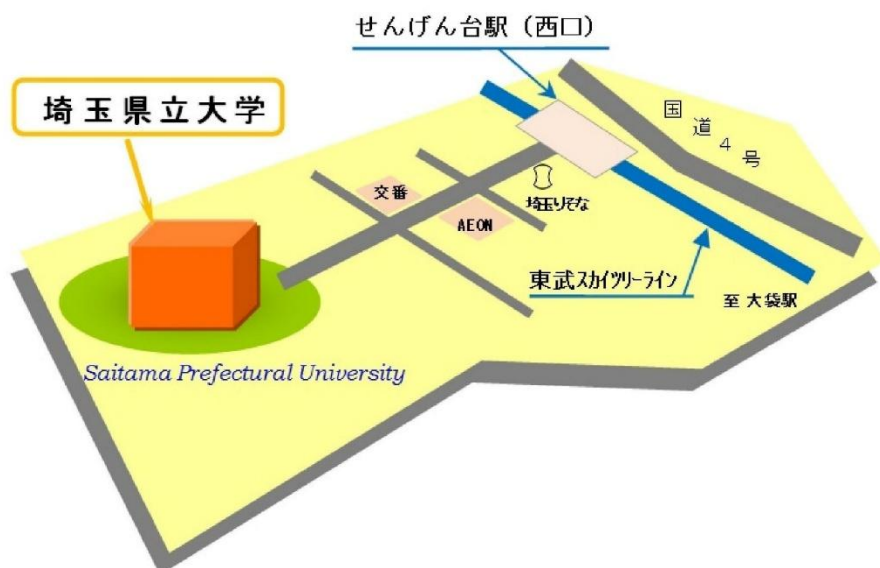 せんげん台駅（西口）
埼玉県立大学
国道４号
交番
埼玉りそな
AEON
東武スカイツリーライン
至 大袋駅
Saitama Prefectural University